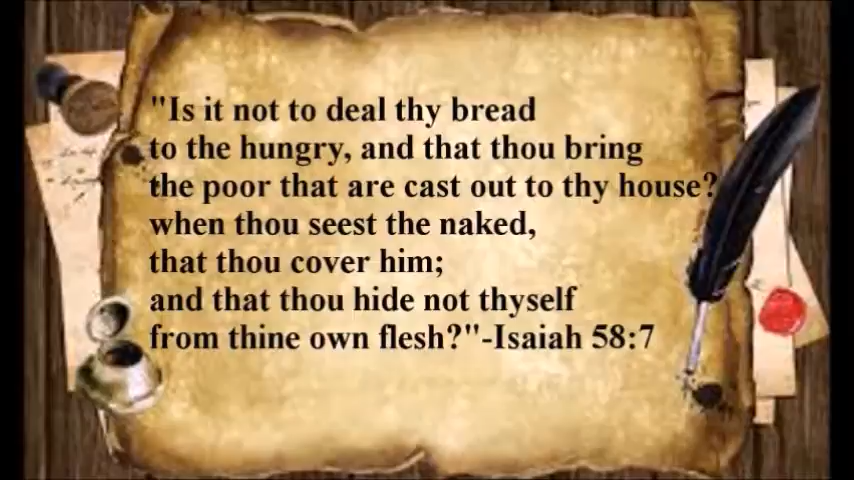 "Is it not to deal thy bread
to the hungry, and that thou bring
the poor that are cast out to thy house?
when thou seest the naked,
that thou cover him;
and that thou hide not thyself
from thine own flesh?"-Isaiah 58:7